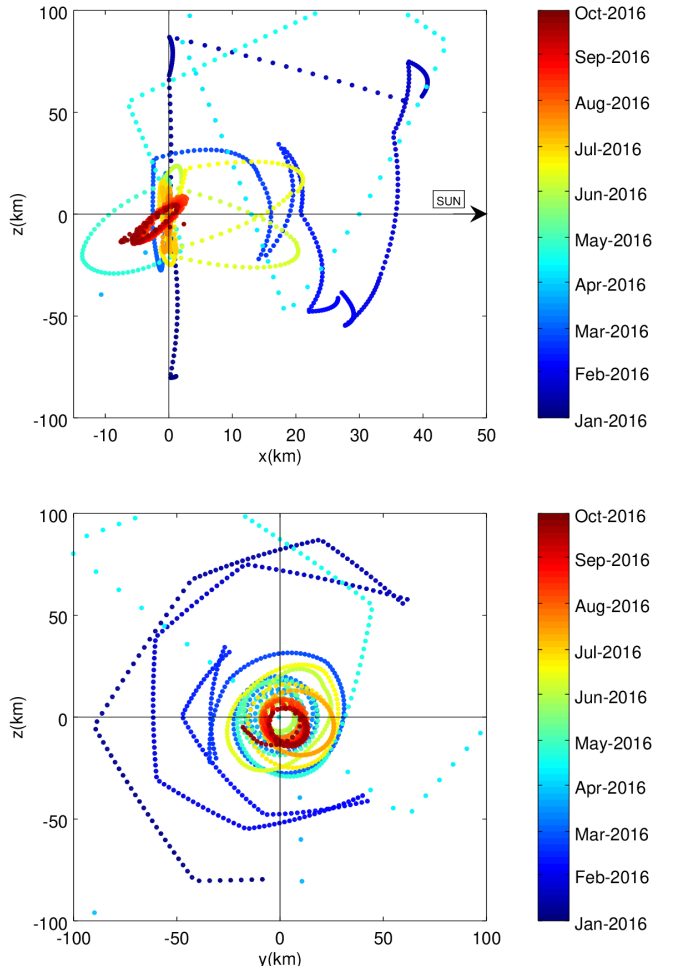 100
50
0
-50
-100
z(km)
-10
0
10
20
30
40
50
x(km)
SUN
Oct-2016
Sep-2016
Aug-2016
Jul-2016
Jun-2016
May-2016
Apr-2016
Mar-2016
Feb-2016
Jan-2016
100
50
0
-50
-100
z(km)
-100
-50
0
50
100
y(km)
Oct-2016
Sep-2016
Aug-2016
Jul-2016
Jun-2016
May-2016
Apr-2016
Mar-2016
Feb-2016
Jan-2016